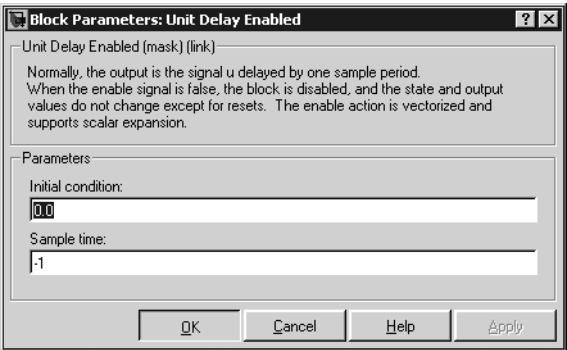 Block Parameters: Unit Delay Enabled
Unit Delay Enabled (mask) (link)
Normally, the output is the signal u delayed by one sample period.
When the enable signal is false, the block is disabled, and the state and output
values do not change except for resets. The enable action is vectorized and
supports scalar expansion.
Parameters
Initial condition:
0.0
Sample time:
-1
OK Cancel Help Apply